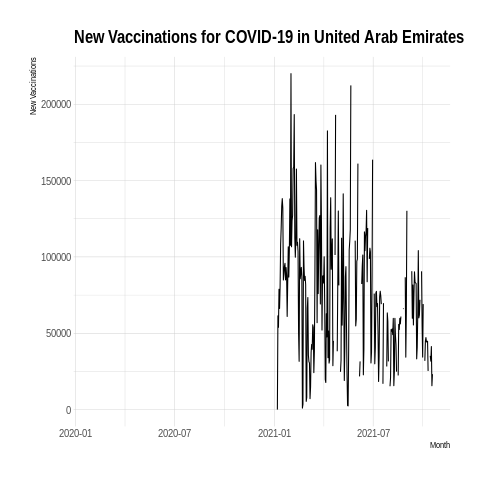 New Vaccinations for COVID-19 in United Arab Emirates
New Vaccinations
200000
150000
100000
50000
0
2020-01 2020-07 2021-01 2021-07
Month